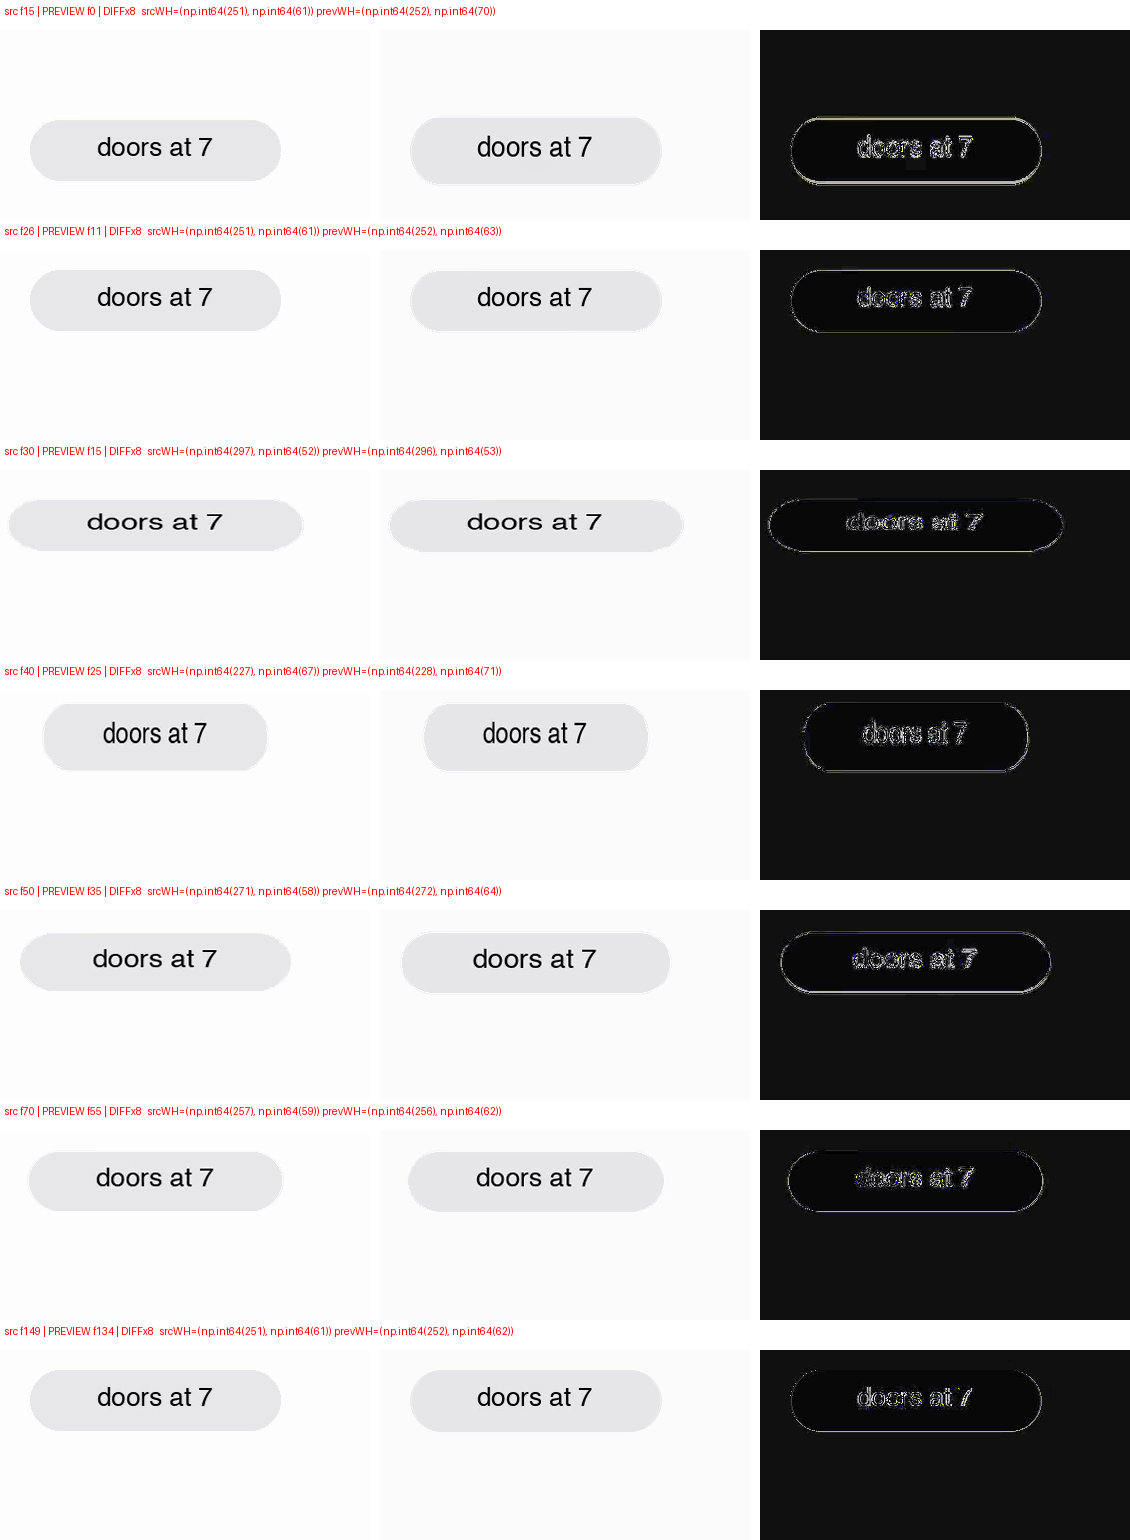 src f15 | PREVIEW f0 | DIFFx8 srcWH=(np.int64(251), np.int64(61)) prevWH=(np.int64(252), np.int64(70))
doors at 7 doors at 7 doors at 7
src f26 | PREVIEW f11 | DIFFx8 srcWH=(np.int64(251), np.int64(61)) prevWH=(np.int64(252), np.int64(63))
doors at 7 doors at 7 doors at 7
src f30 | PREVIEW f15 | DIFFx8 srcWH=(np.int64(297), np.int64(52)) prevWH=(np.int64(296), np.int64(53))
doors at 7 doors at 7 doors at 7
src f40 | PREVIEW f25 | DIFFx8 srcWH=(np.int64(227), np.int64(67)) prevWH=(np.int64(228), np.int64(71))
doors at 7 doors at 7 doors at 7
src f50 | PREVIEW f35 | DIFFx8 srcWH=(np.int64(271), np.int64(58)) prevWH=(np.int64(272), np.int64(64))
doors at 7 doors at 7 doors at 7
src f70 | PREVIEW f55 | DIFFx8 srcWH=(np.int64(257), np.int64(59)) prevWH=(np.int64(256), np.int64(62))
doors at 7 doors at 7 doors at 7
src f149 | PREVIEW f134 | DIFFx8 srcWH=(np.int64(251), np.int64(61)) prevWH=(np.int64(252), np.int64(62))
doors at 7 doors at 7 doors at 7